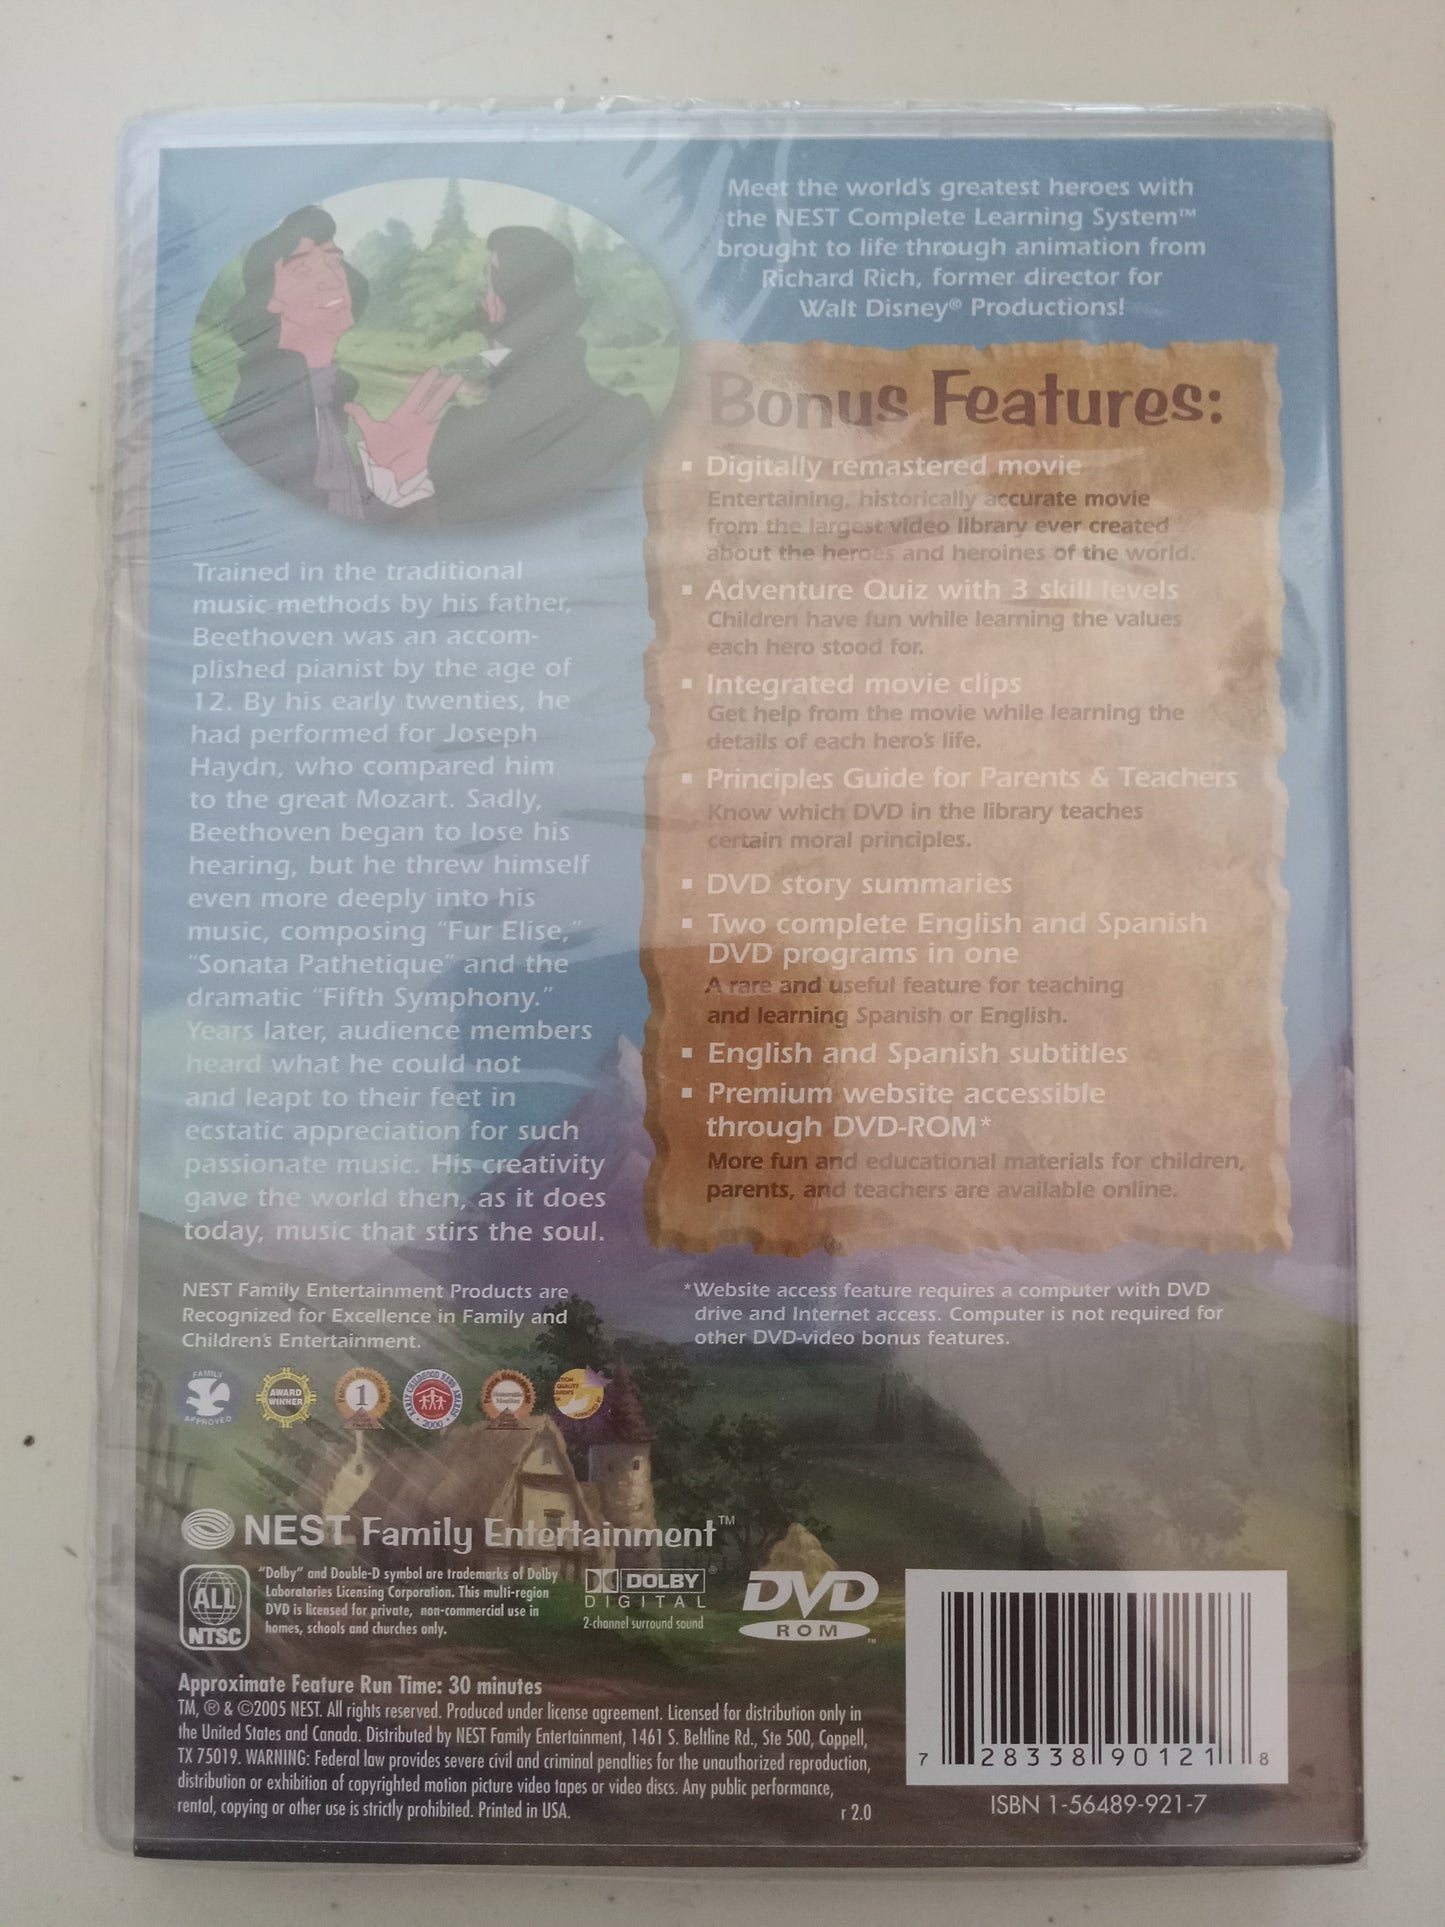 Meet the world's greatest heroes with
the NEST Complete Learning System™
brought to life through animation from
Richard Rich, former director for
Walt Disney® Productions!
Trained in the traditional
music methods by his father,
Beethoven was an accom-
plished pianist by the age of
12. By his early twenties, he
had performed for Joseph
Haydn, who compared him
to the great Mozart. Sadly,
Beethoven began to lose his
hearing, but he threw himself
even more deeply into his
music, composing "Fur Elise,"
"Sonata Pathetique" and the
dramatic "Fifth Symphony."
Years later, audience members
heard what he could not
and leapt to their feet in
ecstatic appreciation for such
passionate music. His creativity
gave the world then, as it does
today, music that stirs the soul.
Bonus Features:
▪ Digitally remastered movie
Entertaining, historically accurate movie
from the largest video library ever created
about the heroes and heroines of the world.
▪ Adventure Quiz with 3 skill levels
Children have fun while learning the values
each hero stood for.
▪ Integrated movie clips
Get help from the movie while learning the
details of each hero's life.
▪ Principles Guide for Parents & Teachers
Know which DVD in the library teaches
certain moral principles.
▪ DVD story summaries
▪ Two complete English and Spanish
DVD programs in one
A rare and useful feature for teaching
and learning Spanish or English.
▪ English and Spanish subtitles
▪ Premium website accessible
through DVD-ROM*
More fun and educational materials for children,
parents, and teachers are available online.
NEST Family Entertainment Products are
Recognized for Excellence in Family and
Children's Entertainment.
*Website access feature requires a computer with DVD
drive and Internet access. Computer is not required for
other DVD-video bonus features.
FAMILY
APPROVED
AWARD
WINNER
1
2000
Honorable
Mention
NEST Family Entertainment™
ALL
NTSC
"Dolby" and Double-D symbol are trademarks of Dolby
Laboratories Licensing Corporation. This multi-region
DVD is licensed for private, non-commercial use in
homes, schools and churches only.
DOLBY®
DIGITAL
2-channel surround sound
DVD
ROM™
Approximate Feature Run Time: 30 minutes
TM, ® & ©2005 NEST. All rights reserved. Produced under license agreement. Licensed for distribution only in
the United States and Canada. Distributed by NEST Family Entertainment, 1461 S. Beltline Rd., Ste 500, Coppell,
TX 75019. WARNING: Federal law provides severe civil and criminal penalties for the unauthorized reproduction,
distribution or exhibition of copyrighted motion picture video tapes or video discs. Any public performance,
rental, copying or other use is strictly prohibited. Printed in USA.
r 2.0
7 28338 90121 8
ISBN 1-56489-921-7